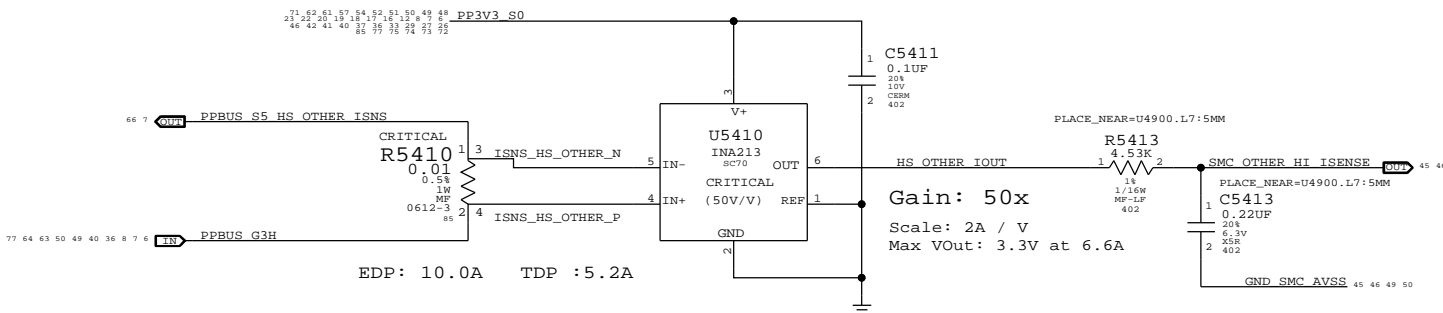 71 62 61 57 54 52 51 50 49 48
23 22 20 19 18 17 16 12 8 7 6
46 42 41 40 37 36 33 29 27 26
85 77 75 74 73 72
PP3V3_S0
C5411
1
0.1UF
20%
10V
CERM
402
2
3
V+
66 7
OUT
PPBUS_S5_HS_OTHER_ISNS
CRITICAL
R5410
0.01
0.5%
1W
MF
0612-3
85
1 3
2 4
ISNS_HS_OTHER_N
ISNS_HS_OTHER_P
5
IN-
4
IN+
U5410
INA213
SC70
CRITICAL
(50V/V)
OUT
6
REF
1
GND
2
HS_OTHER_IOUT
Gain: 50x
Scale: 2A / V
Max VOut: 3.3V at 6.6A
PLACE_NEAR=U4900.L7:5MM
R5413
4.53K
1 2
1%
1/16W
MF-LF
402
SMC_OTHER_HI_ISENSE
OUT
45 46
PLACE_NEAR=U4900.L7:5MM
C5413
1
0.22UF
20%
6.3V
X5R
402
2
GND_SMC_AVSS
45 46 49 50
77 64 63 50 49 40 36 8 7 6
IN
PPBUS_G3H
EDP: 10.0A TDP :5.2A